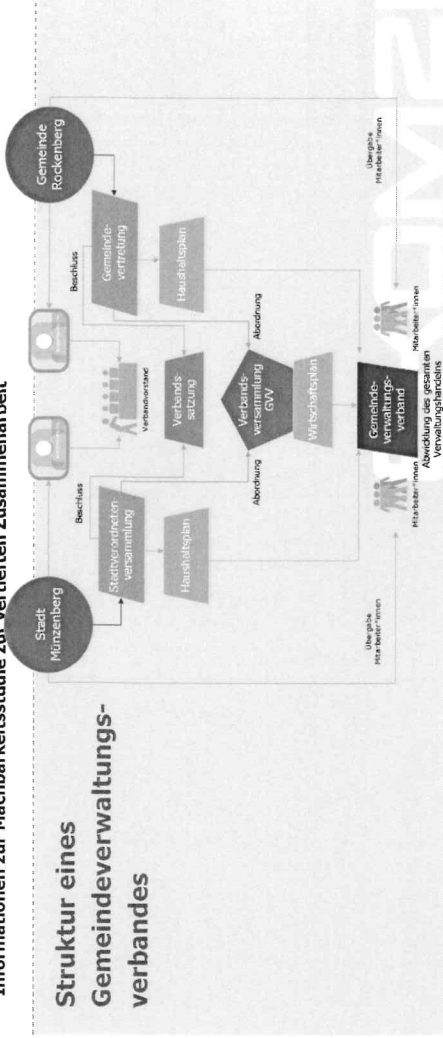 Informationen zur Machbarkeitsstudie zur vertieften Zusammenarbeit
Struktur eines
Gemeindeverwaltungs-
verbandes
Stadt
Münzenberg
Gemeinde
Rockenberg
Beschluss
Beschluss
Verbandvorstand
Stadtverordneten-
versammlung
Verbands-
satzung
Gemeinde-
vertretung
Haushaltsplan
Haushaltsplan
Abordnung
Abordnung
Verbands-
versammlung
GVV
Wirtschaftsplan
Übergabe
Mitarbeiter*innen
Übergabe
Mitarbeiter*innen
Mitarbeiter*innen
Gemeinde-
verwaltungs-
verband
Mitarbeiter*innen
Abwicklung des gesamten
Verwaltungshandelns